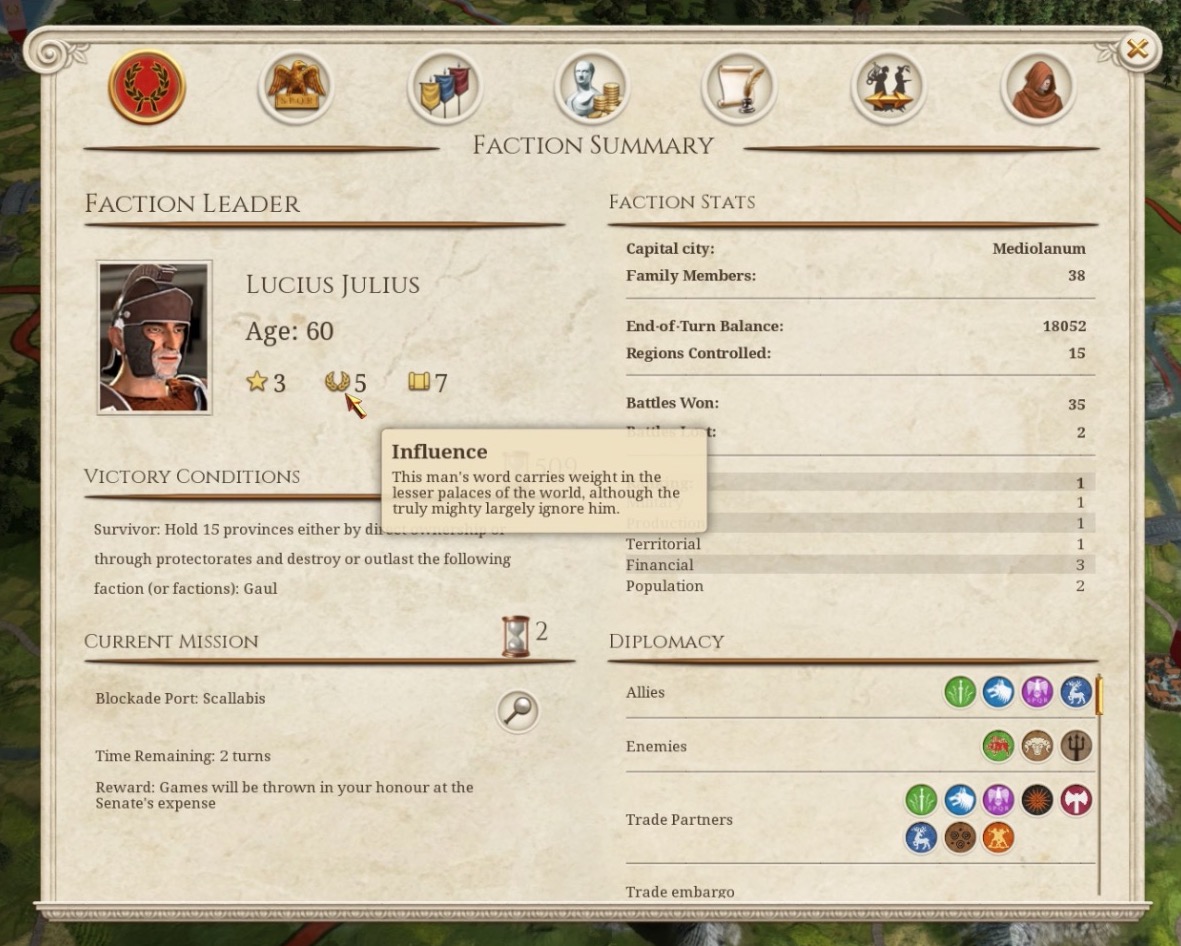 SPQR
FACTION SUMMARY
FACTION LEADER
LUCIUS JULIUS
Age: 60
3
5
7
Influence
This man's word carries weight in the
lesser palaces of the world, although the
truly mighty largely ignore him.
VICTORY CONDITIONS
509
Survivor: Hold 15 provinces either by direct ownership or
through protectorates and destroy or outlast the following
faction (or factions): Gaul
CURRENT MISSION
2
Blockade Port: Scallabis
Time Remaining: 2 turns
Reward: Games will be thrown in your honour at the
Senate's expense
FACTION STATS
Capital city: Mediolanum
Family Members: 38
End-of-Turn Balance: 18052
Regions Controlled: 15
Battles Won: 35
Battles Lost: 2
1
1
Production 1
Territorial 1
Financial 3
Population 2
DIPLOMACY
Allies
SPQR
Enemies
Trade Partners
SPQR
Trade embargo